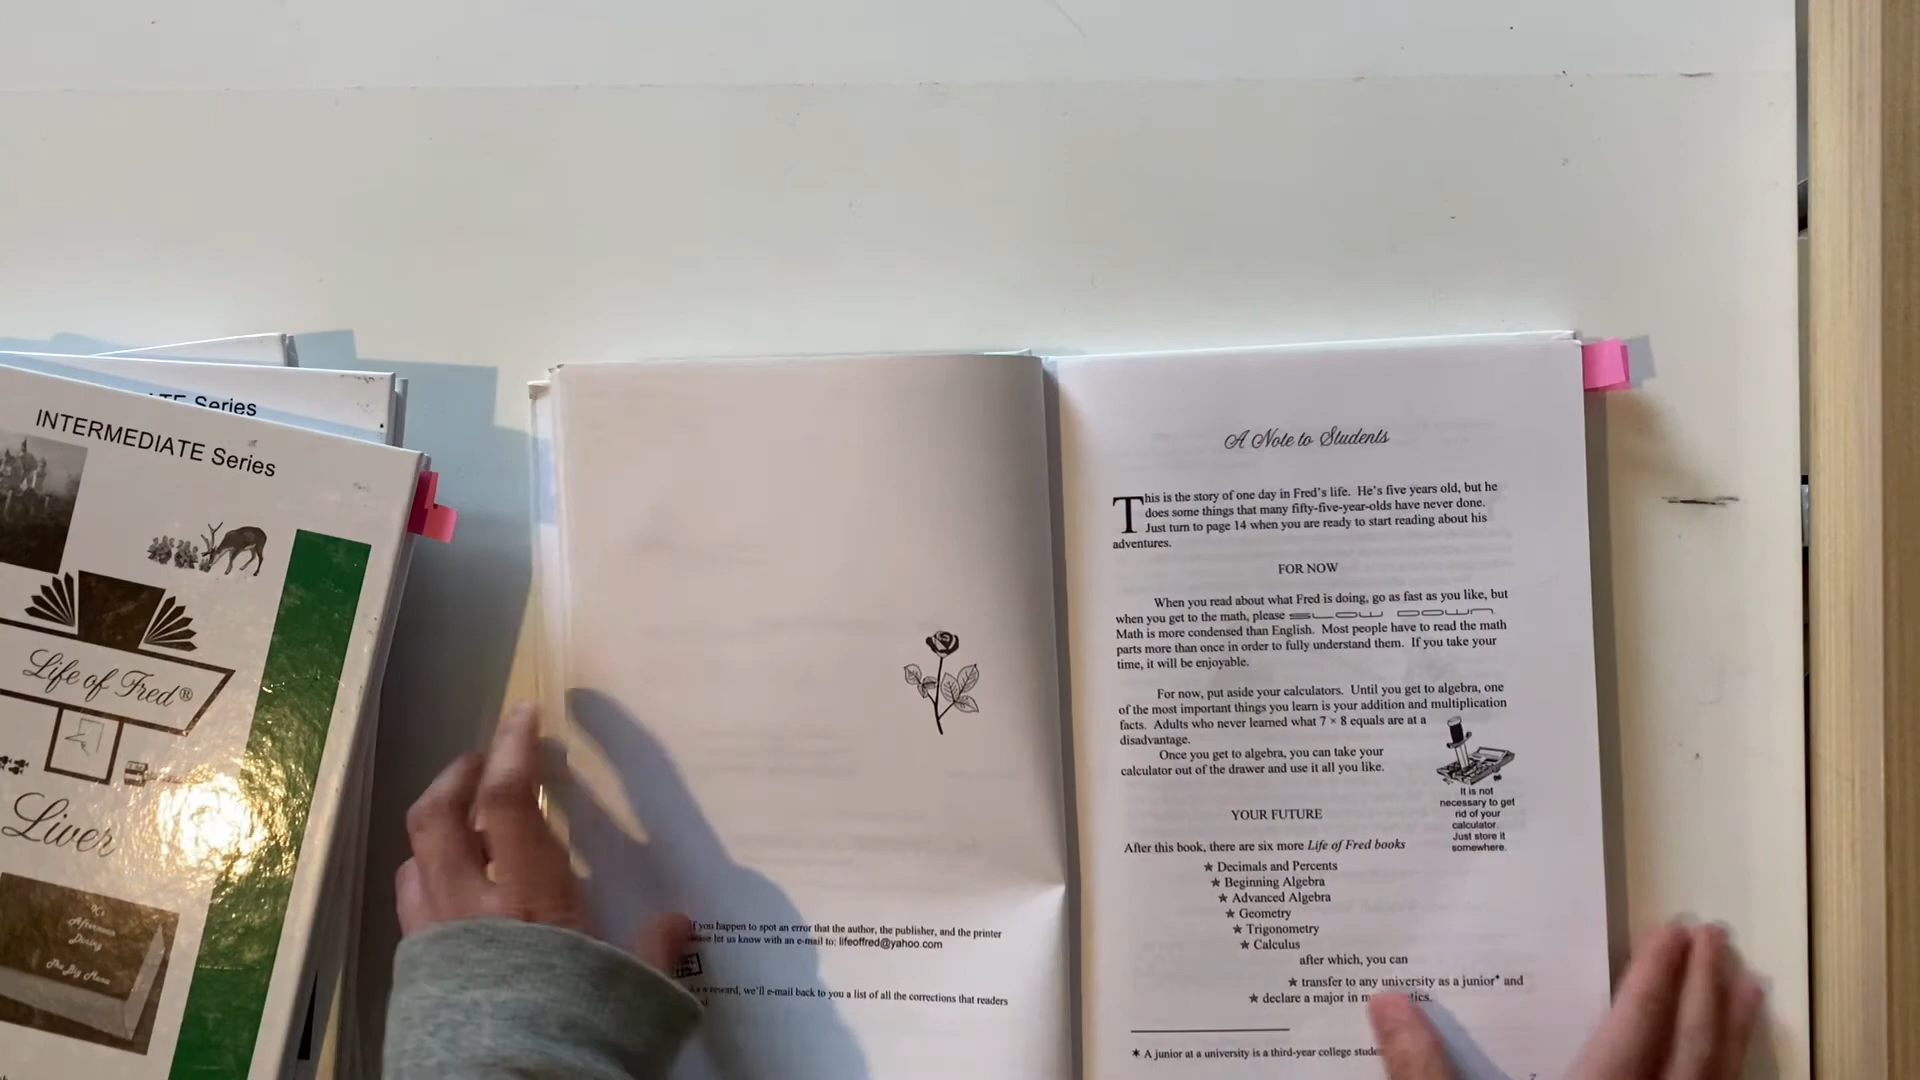 ATE Series
INTERMEDIATE Series
Life of Fred®
Liver
K's
Afternoon
Dining
The Big Menu
If you happen to spot an error that the author, the publisher, and the printer
let us know with an e-mail to: lifeoffred@yahoo.com
reward, we'll e-mail back to you a list of all the corrections that readers
A Note to Students
This is the story of one day in Fred's life. He's five years old, but he
does some things that many fifty-five-year-olds have never done.
Just turn to page 14 when you are ready to start reading about his
adventures.
FOR NOW
When you read about what Fred is doing, go as fast as you like, but
when you get to the math, please SLOW DOWN.
Math is more condensed than English. Most people have to read the math
parts more than once in order to fully understand them. If you take your
time, it will be enjoyable.
For now, put aside your calculators. Until you get to algebra, one
of the most important things you learn is your addition and multiplication
facts. Adults who never learned what 7 × 8 equals are at a
disadvantage.
Once you get to algebra, you can take your
calculator out of the drawer and use it all you like.
It is not
necessary to get
rid of your
calculator.
Just store it
somewhere.
YOUR FUTURE
After this book, there are six more Life of Fred books
★ Decimals and Percents
★ Beginning Algebra
★ Advanced Algebra
★ Geometry
★ Trigonometry
★ Calculus
after which, you can
★ transfer to any university as a junior* and
★ declare a major in
* A junior at a university is a third-year college
7